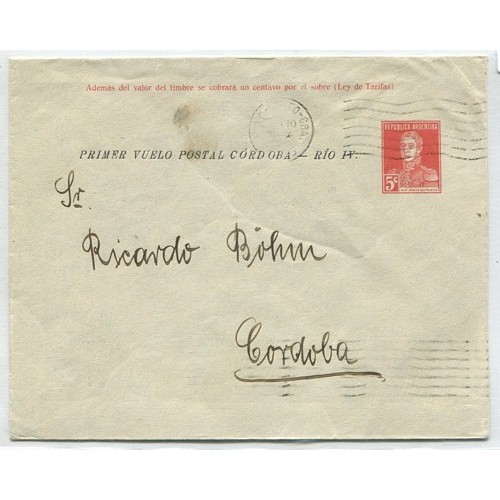 Además del valor del timbre se cobrará un centavo por el sobre (Ley de Tarifas)
REPUBLICA ARGENTINA
5c
PRIMER VUELO POSTAL CÓRDOBA — RÍO IV.
Sr.
Ricardo Böhm
Cordoba